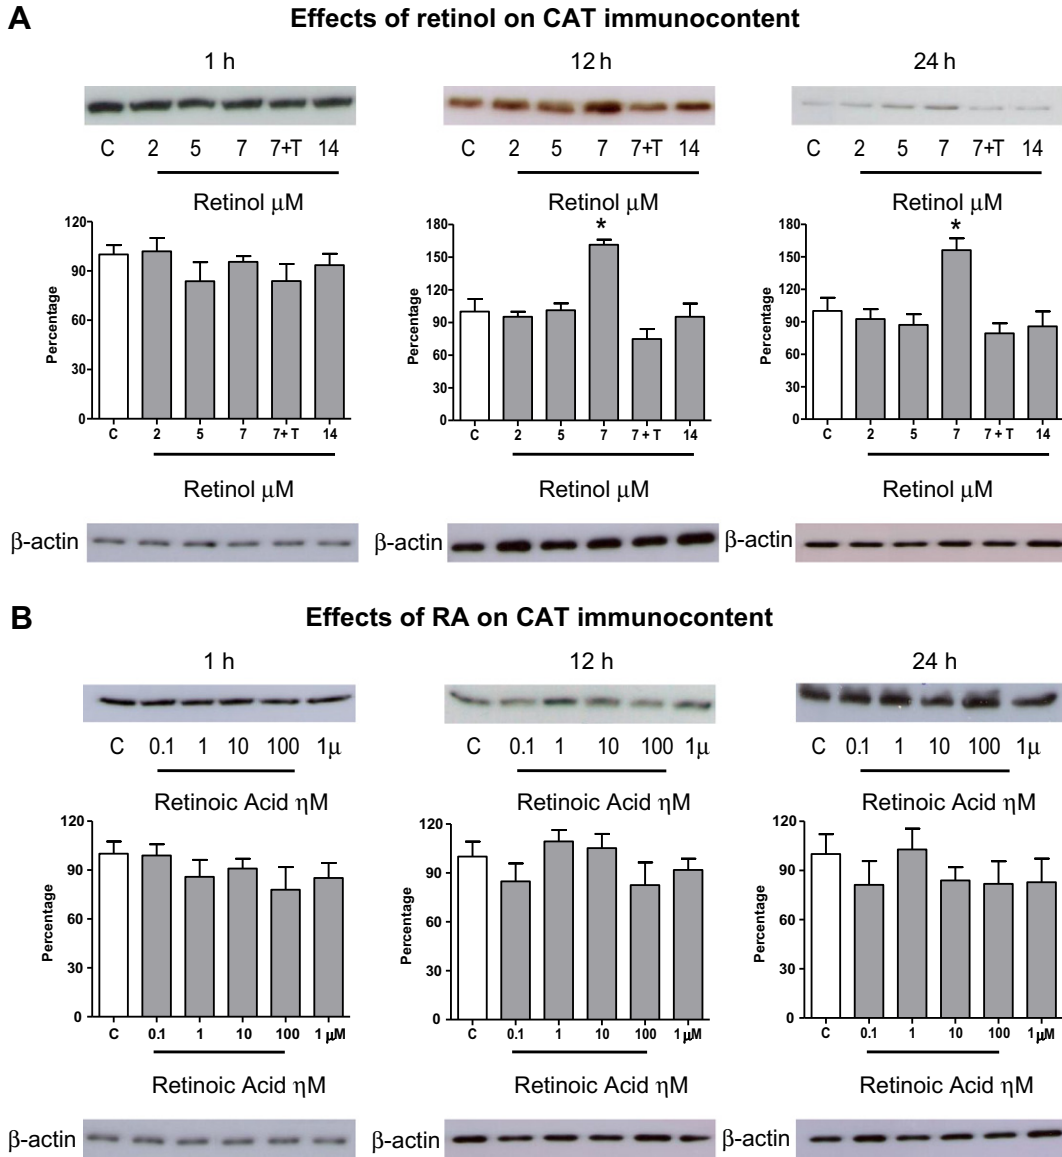 A
Effects of retinol on CAT immunocontent
1 h
12 h
24 h
C 2 5 7 7+T 14
C 2 5 7 7+T 14
C 2 5 7 7+T 14
Retinol μM
Retinol μM
Retinol μM
120
90
60
30
0
Percentage
C 2 5 7 7+ T 14
Retinol μM
180
150
120
90
60
30
0
Percentage
*
C 2 5 7 7 + T 14
Retinol μM
180
150
120
90
60
30
0
Percentage
*
C 2 5 7 7 + T 14
Retinol μM
β-actin
β-actin
β-actin
B
Effects of RA on CAT immunocontent
1 h
12 h
24 h
C 0.1 1 10 100 1μ
C 0.1 1 10 100 1μ
C 0.1 1 10 100 1μ
Retinoic Acid ηM
Retinoic Acid ηM
Retinoic Acid ηM
120
90
60
30
0
Percentage
C 0.1 1 10 100 1 μM
Retinoic Acid ηM
120
90
60
30
0
Percentage
C 0.1 1 10 100 1 μM
Retinoic Acid ηM
120
90
60
30
0
Percentage
C 0.1 1 10 100 1 μM
Retinoic Acid ηM
β-actin
β-actin
β-actin